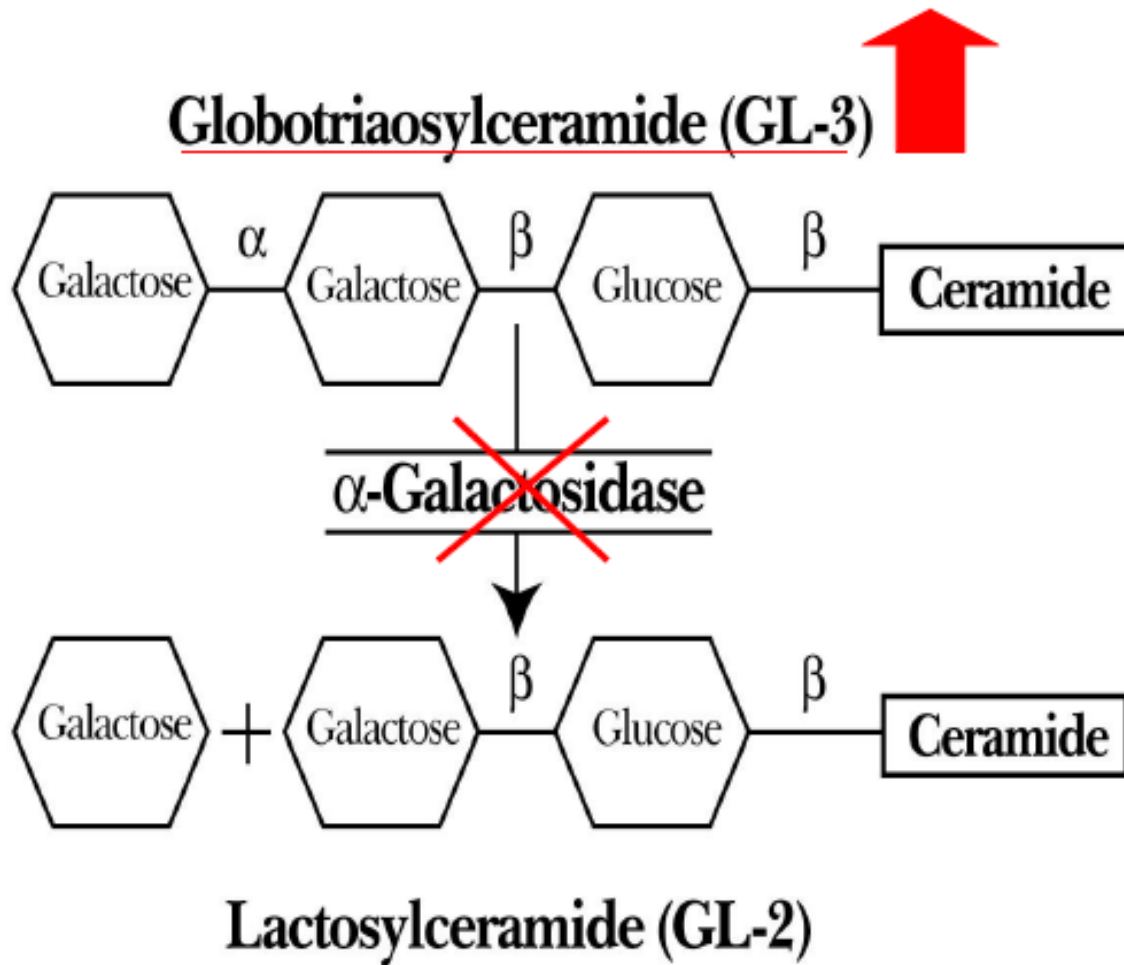 Globotriaosylceramide (GL-3)
α β β
Galactose Galactose Glucose Ceramide
α-Galactosidase
β β
Galactose + Galactose Glucose Ceramide
Lactosylceramide (GL-2)